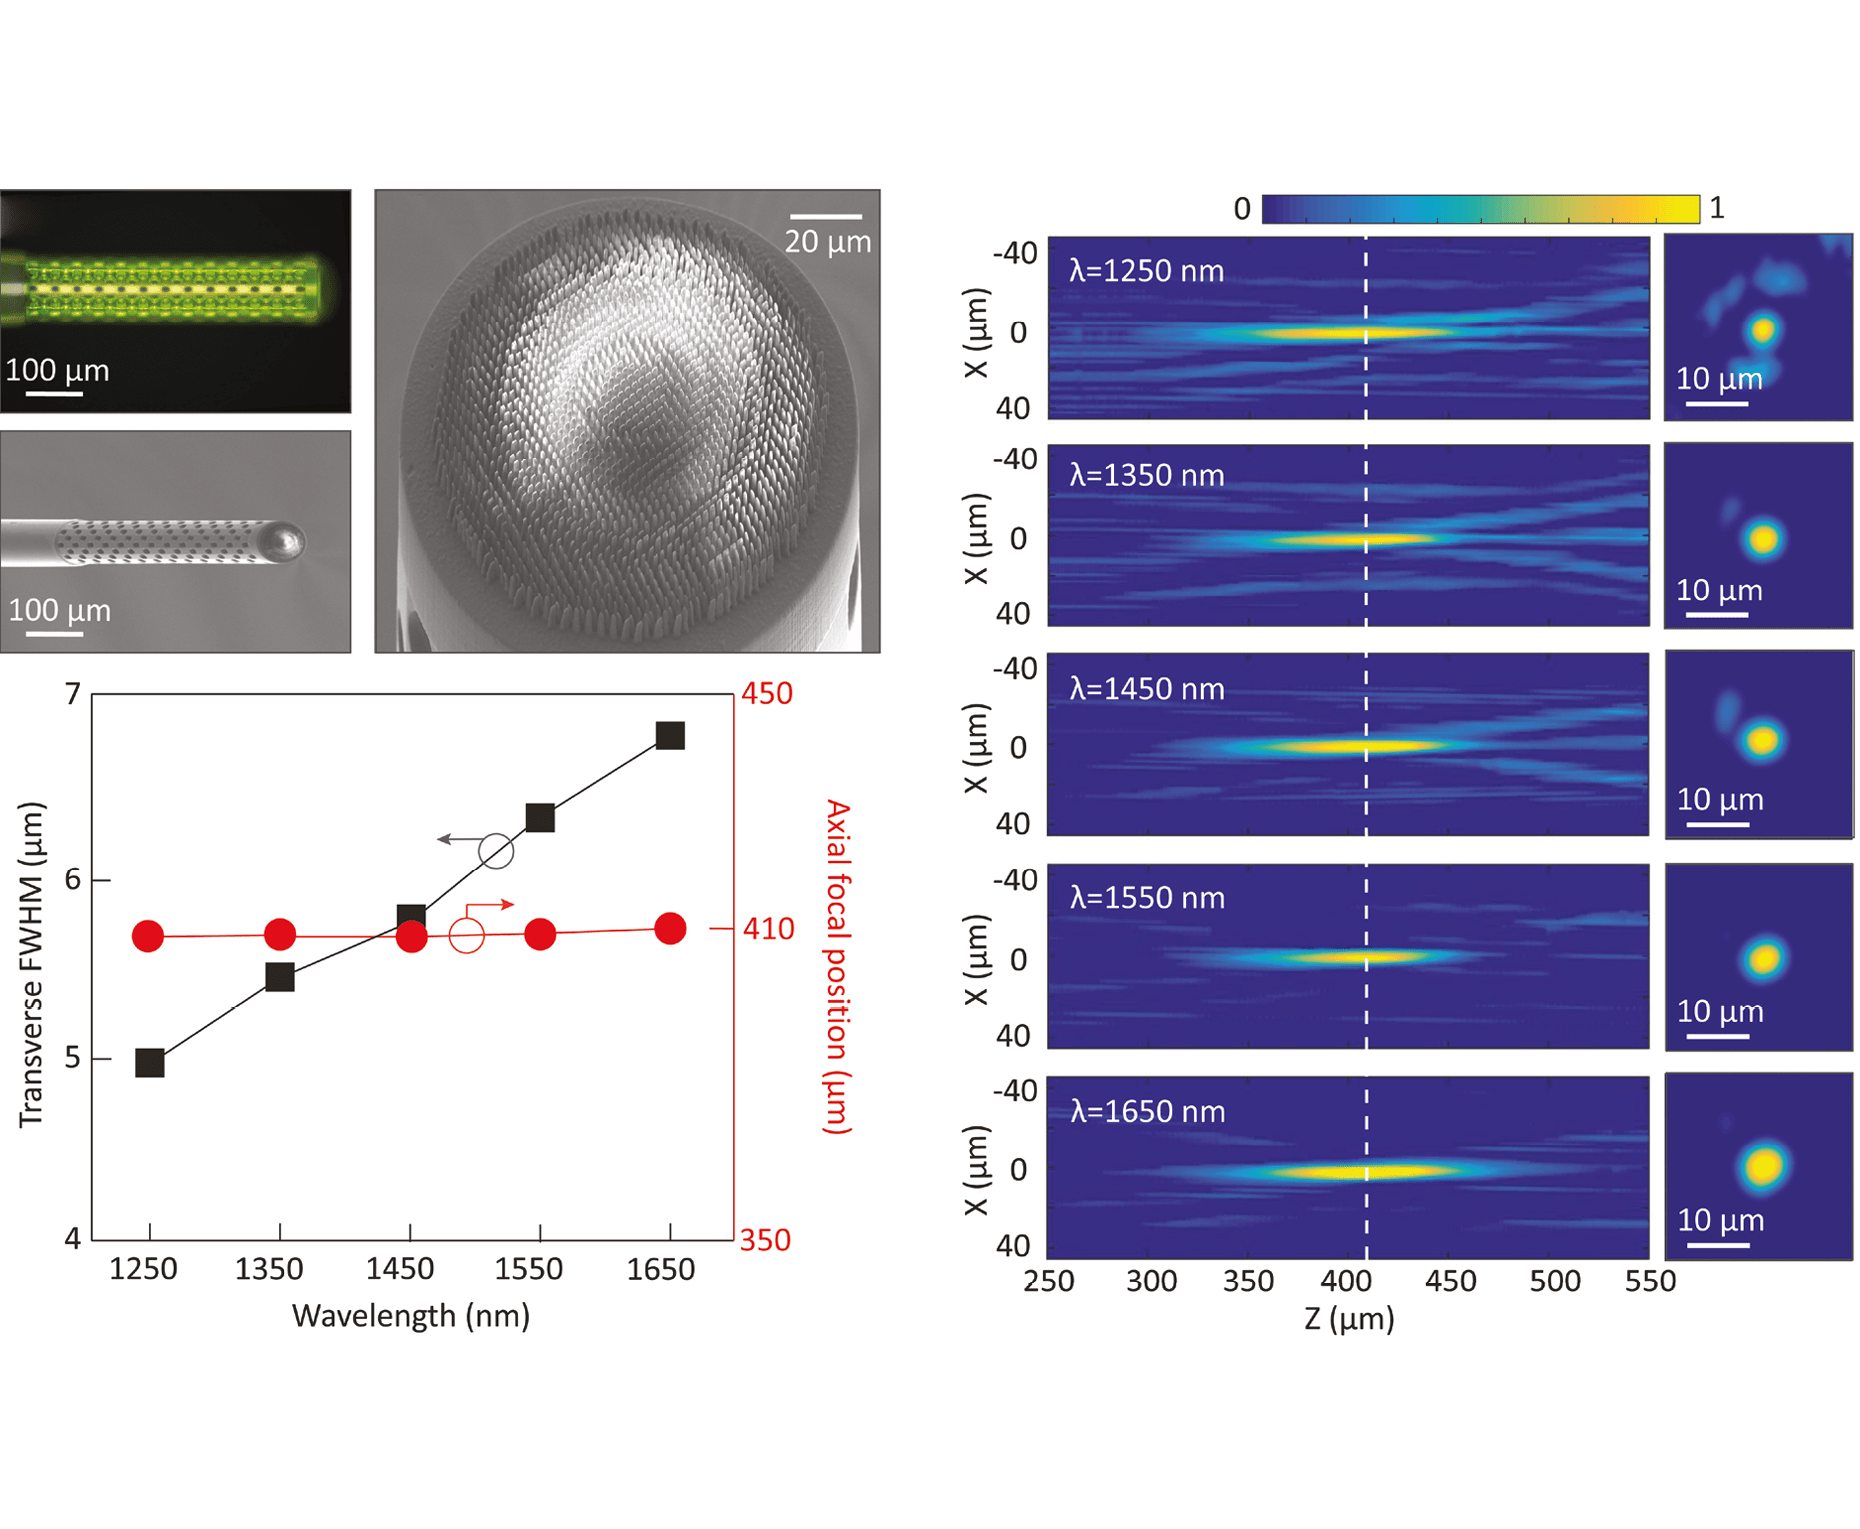 100 µm
100 µm
20 µm
7
6
5
4
Transverse FWHM (µm)
450
410
350
Axial focal position (µm)
1250 1350 1450 1550 1650
Wavelength (nm)
0 1
-40
0
40
X (µm)
λ=1250 nm
10 µm
-40
0
40
X (µm)
λ=1350 nm
10 µm
-40
0
40
X (µm)
λ=1450 nm
10 µm
-40
0
40
X (µm)
λ=1550 nm
10 µm
-40
0
40
X (µm)
λ=1650 nm
10 µm
250 300 350 400 450 500 550
Z (µm)